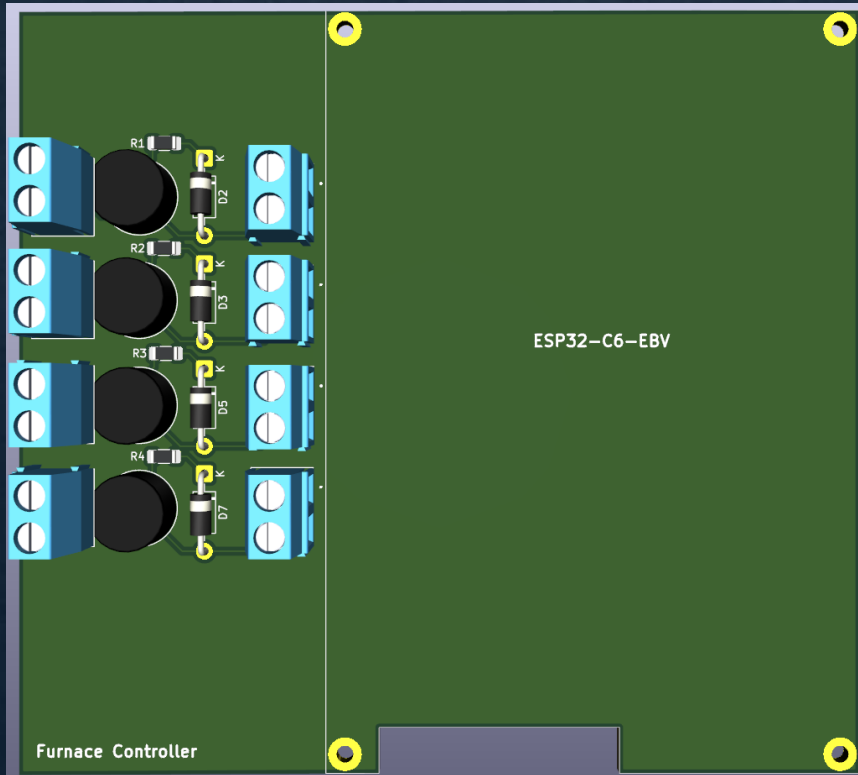 R1
K
D2
R2
K
D3
ESP32-C6-EBV
R3
K
D5
R4
K
D7
Furnace Controller